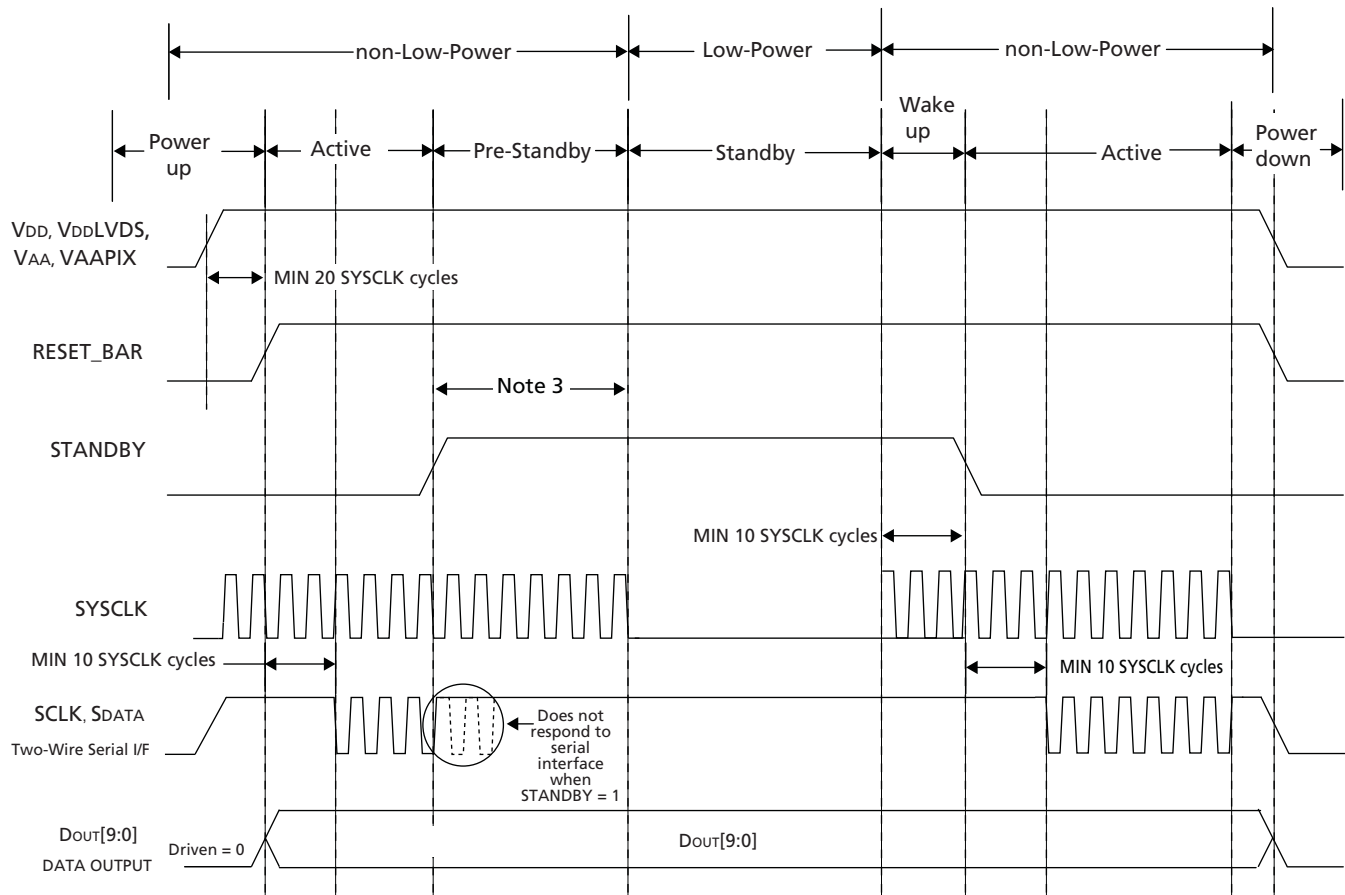 non-Low-Power
Low-Power
non-Low-Power
Power
up
Active
Pre-Standby
Standby
Wake
up
Active
Power
down
VDD, VDDLVDS,
VAA, VAAPIX
MIN 20 SYSCLK cycles
RESET_BAR
Note 3
STANDBY
MIN 10 SYSCLK cycles
SYSCLK
MIN 10 SYSCLK cycles
MIN 10 SYSCLK cycles
SCLK, SDATA
Two-Wire Serial I/F
Does not
respond to
serial
interface
when
STANDBY = 1
DOUT[9:0]
DATA OUTPUT
Driven = 0
DOUT[9:0]